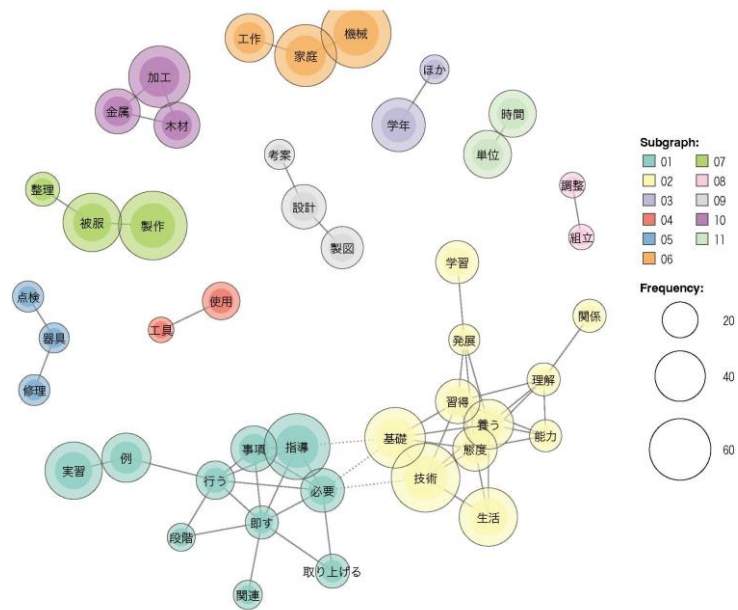 工作
家庭
機械
加工
金属
木材
ほか
学年
時間
単位
考案
設計
製図
整理
被服
製作
調整
組立
点検
器具
修理
使用
工具
学習
発展
関係
理解
習得
養う
能力
基礎
態度
技術
生活
事項
指導
例
実習
行う
必要
即す
段階
取り上げる
関連
Subgraph:
01 07
02 08
03 09
04 10
05 11
06
Frequency:
20
40
60